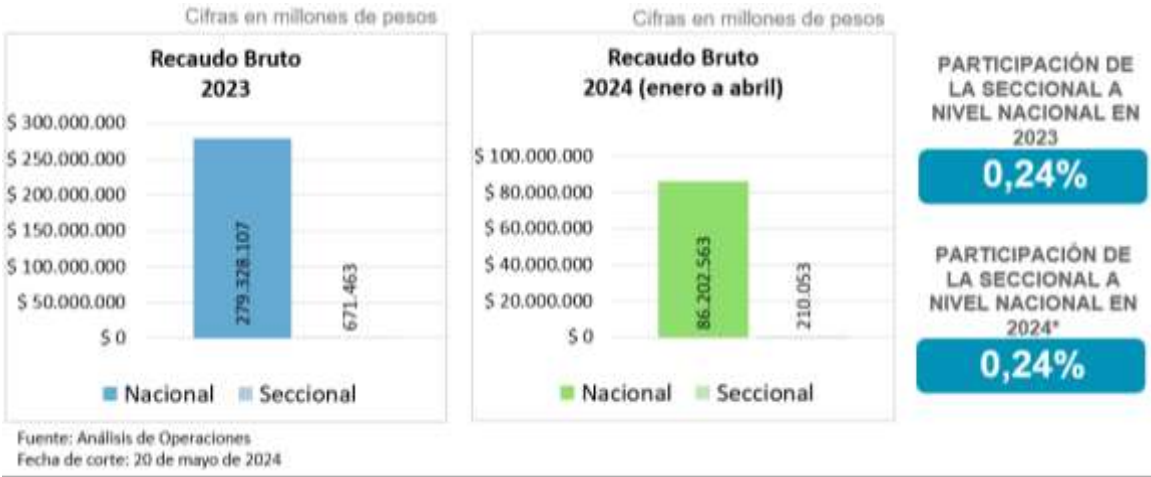 Cifras en millones de pesos
Recaudo Bruto
2023
$ 300.000.000
$ 250.000.000
$ 200.000.000
$ 150.000.000
$ 100.000.000
$ 50.000.000
$ 0
279.328.107
671.463
Nacional
Seccional
Cifras en millones de pesos
Recaudo Bruto
2024 (enero a abril)
$ 100.000.000
$ 80.000.000
$ 60.000.000
$ 40.000.000
$ 20.000.000
$ 0
86.202.563
210.053
Nacional
Seccional
PARTICIPACIÓN DE
LA SECCIONAL A
NIVEL NACIONAL EN
2023
0,24%
PARTICIPACIÓN DE
LA SECCIONAL A
NIVEL NACIONAL EN
2024*
0,24%
Fuente: Análisis de Operaciones
Fecha de corte: 20 de mayo de 2024